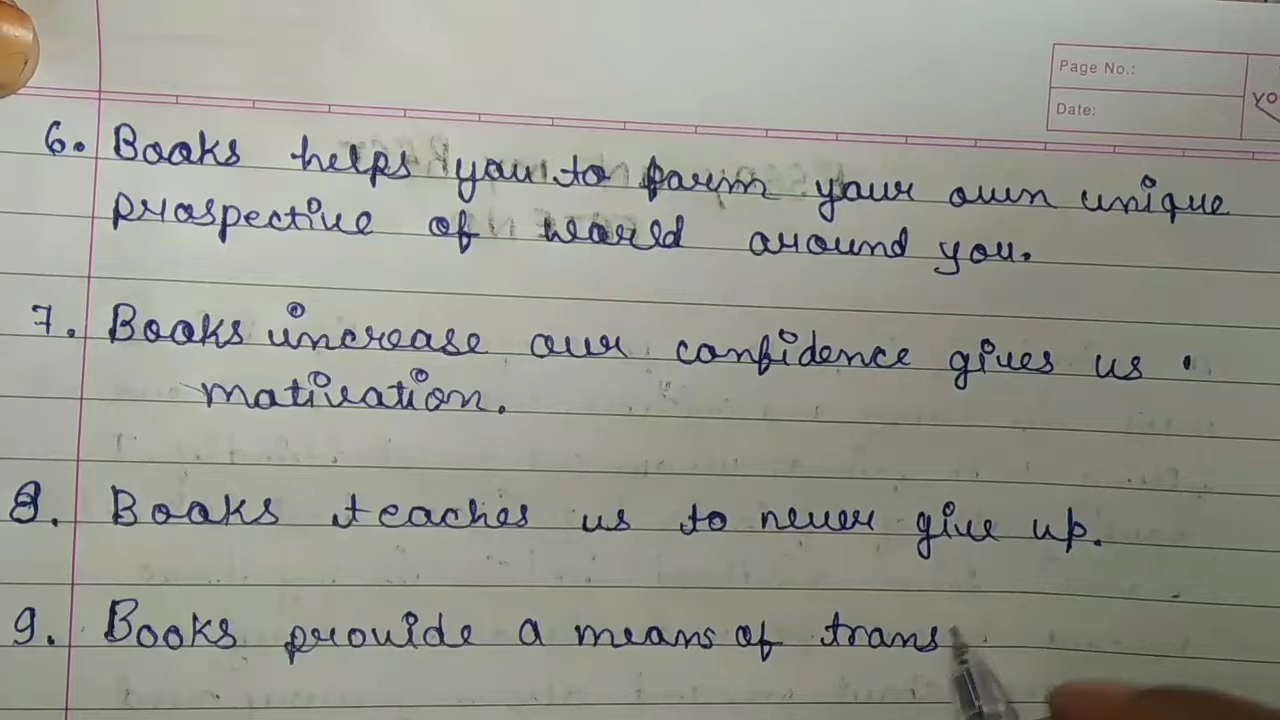 Page No.:
Date:
YO
6. Books helps you to form your own unique
prospective of world around you.
7. Books increase our confidence gives us
motivation.
8. Books teaches us to never give up.
9. Books provide a means of trans